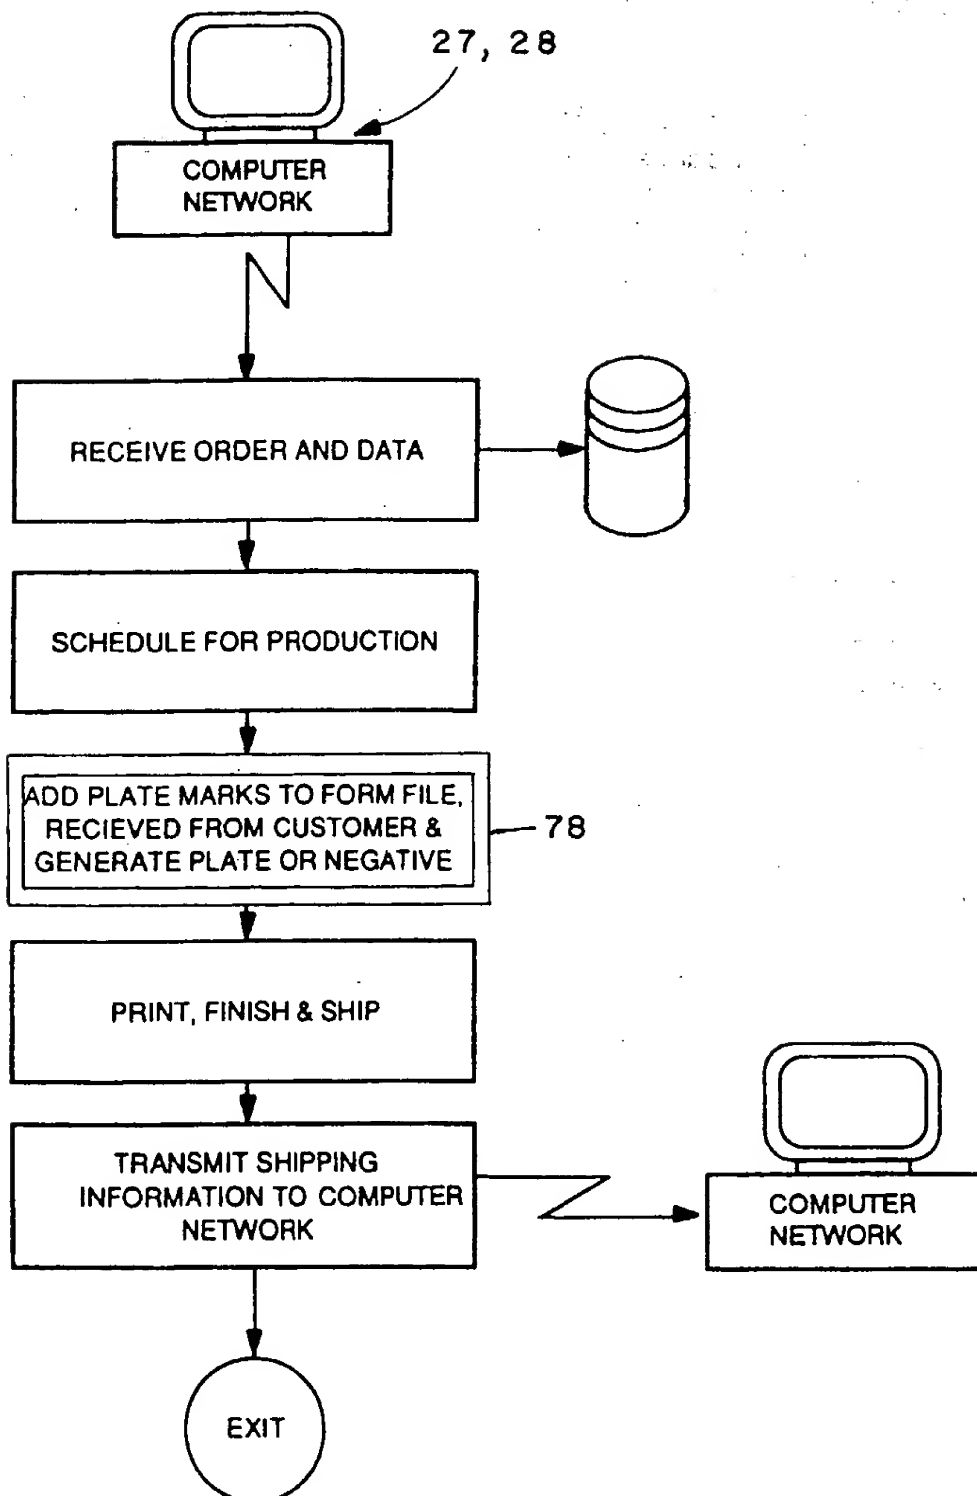 27, 28
COMPUTER
NETWORK
RECEIVE ORDER AND DATA
SCHEDULE FOR PRODUCTION
ADD PLATE MARKS TO FORM FILE,
RECIEVED FROM CUSTOMER &
GENERATE PLATE OR NEGATIVE
78
PRINT, FINISH & SHIP
TRANSMIT SHIPPING
INFORMATION TO COMPUTER
NETWORK
COMPUTER
NETWORK
EXIT